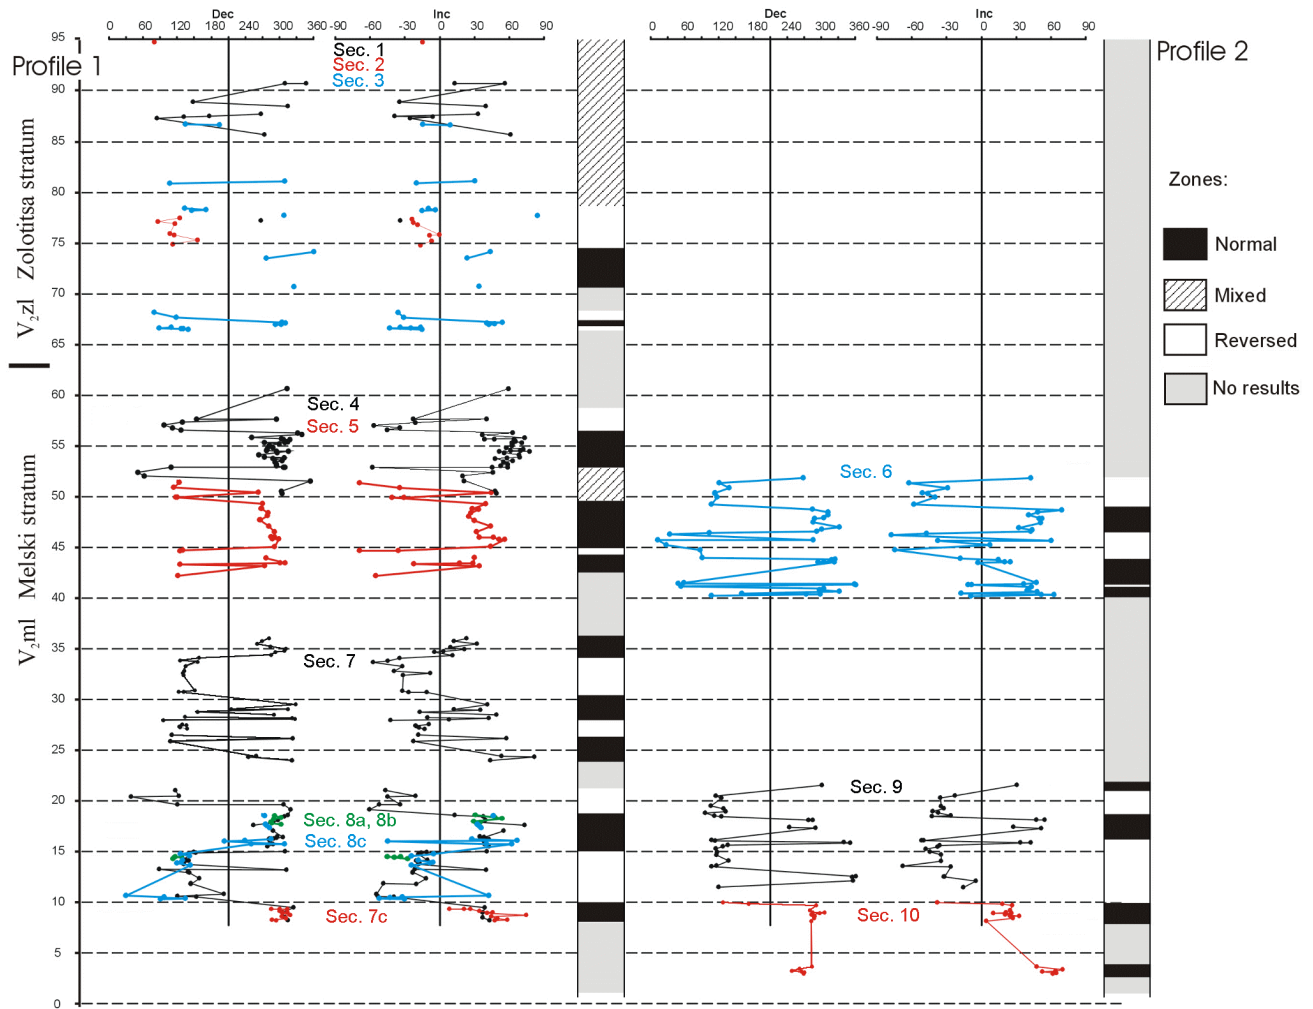 Dec Inc Dec Inc
0 60 120 180 240 300 360 -90 -60 -30 0 30 60 90 0 60 120 180 240 300 360 -90 -60 -30 0 30 60 90
95
Profile 1
Sec. 1
Sec. 2
Sec. 3
Profile 2
90
85
80
75
70
65
60
55
50
45
40
35
30
25
20
15
10
5
0
V₂zl Zolotitsa stratum
V₂ml Melski stratum
Sec. 4
Sec. 5
Sec. 6
Sec. 7
Sec. 8a, 8b
Sec. 8c
Sec. 7c
Sec. 9
Sec. 10
Zones:
Normal
Mixed
Reversed
No results